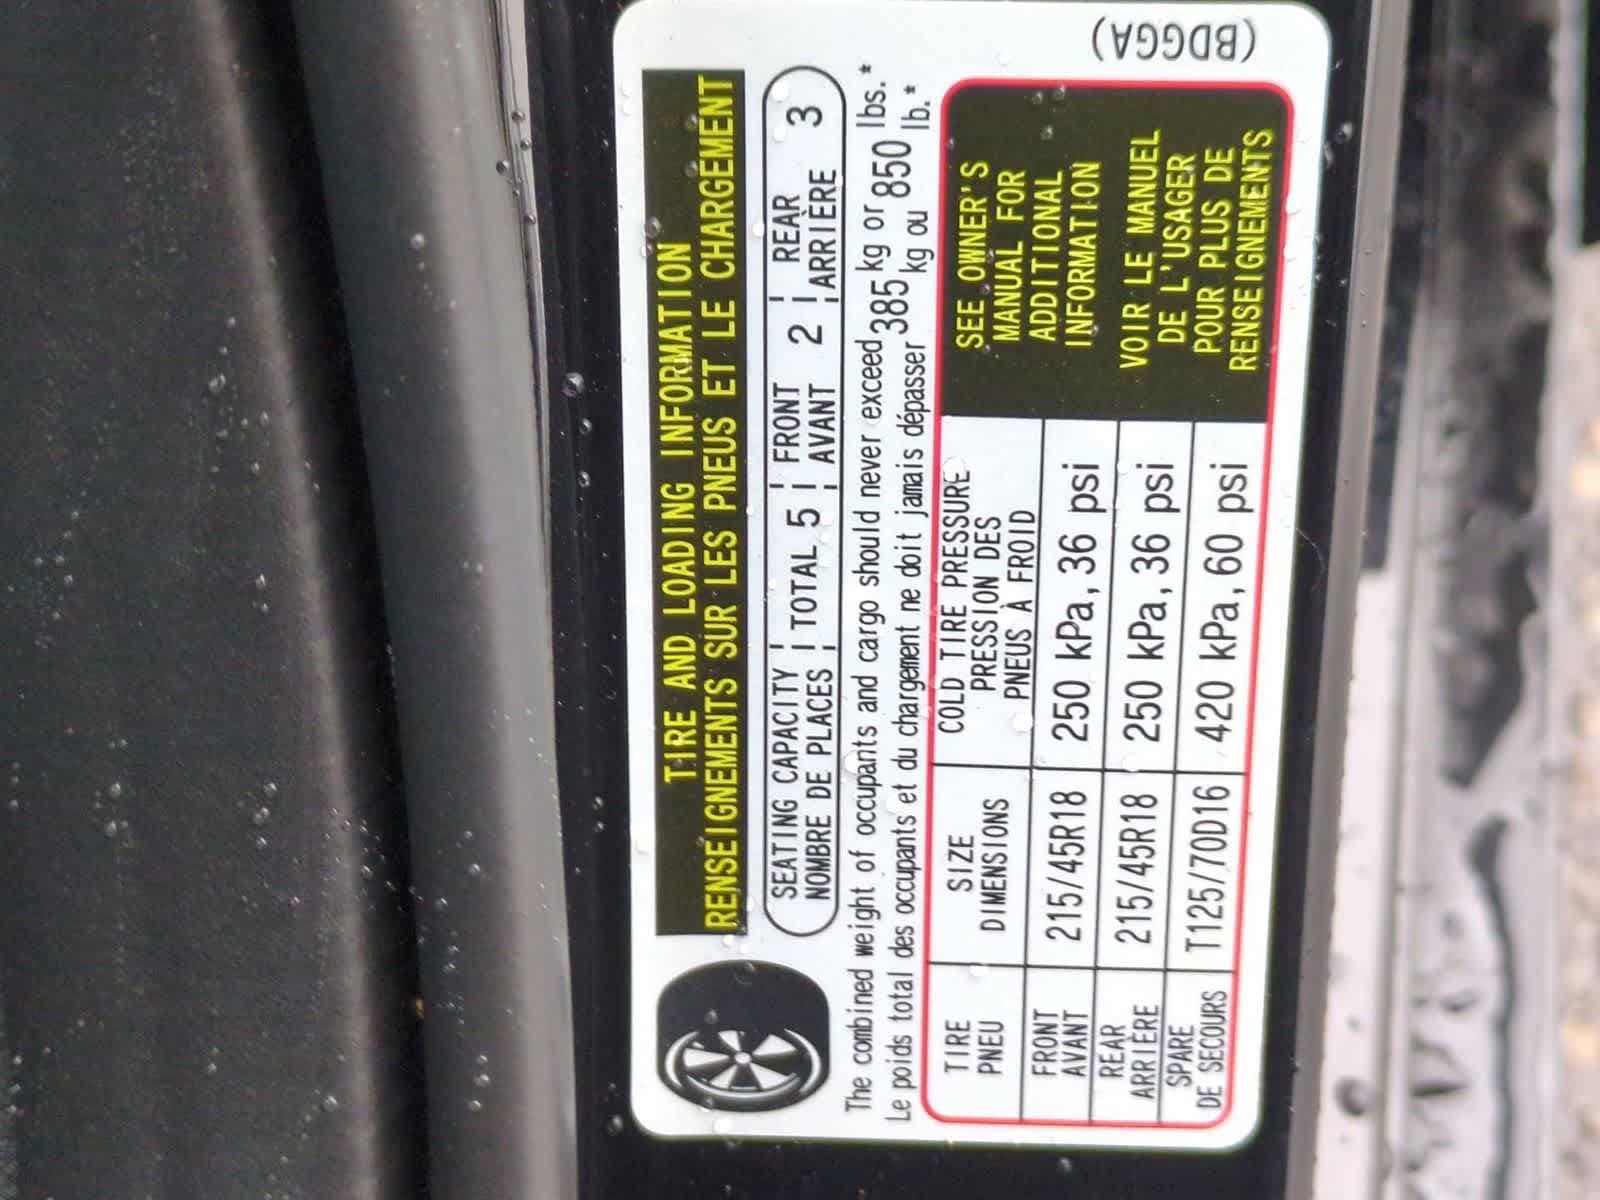 TIRE AND LOADING INFORMATION
RENSEIGNEMENTS SUR LES PNEUS ET LE CHARGEMENT
SEATING CAPACITY | TOTAL 5 | FRONT 2 | REAR 3
NOMBRE DE PLACES | AVANT | ARRIÈRE
The combined weight of occupants and cargo should never exceed 385 kg or 850 lbs.*
Le poids total des occupants et du chargement ne doit jamais dépasser 385 kg ou 850 lb.*
TIRE
PNEU
SIZE
DIMENSIONS
COLD TIRE PRESSURE
PRESSION DES
PNEUS À FROID
FRONT
AVANT
215/45R18
250 kPa, 36 psi
REAR
ARRIÈRE
215/45R18
250 kPa, 36 psi
SPARE
DE SECOURS
T125/70D16
420 kPa, 60 psi
SEE OWNER'S
MANUAL FOR
ADDITIONAL
INFORMATION
VOIR LE MANUEL
DE L'USAGER
POUR PLUS DE
RENSEIGNEMENTS
(BDGGA)